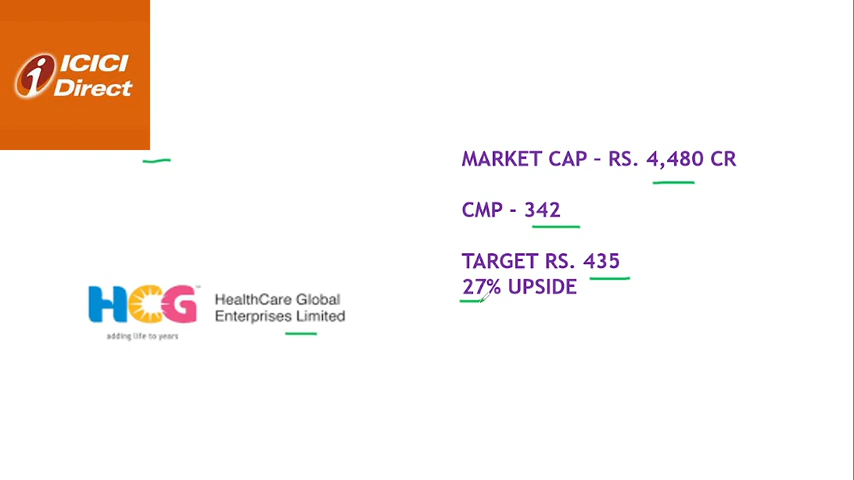 ICICI
Direct
MARKET CAP – RS. 4,480 CR
CMP - 342
TARGET RS. 435
27% UPSIDE
HCG™
adding life to years
HealthCare Global
Enterprises Limited